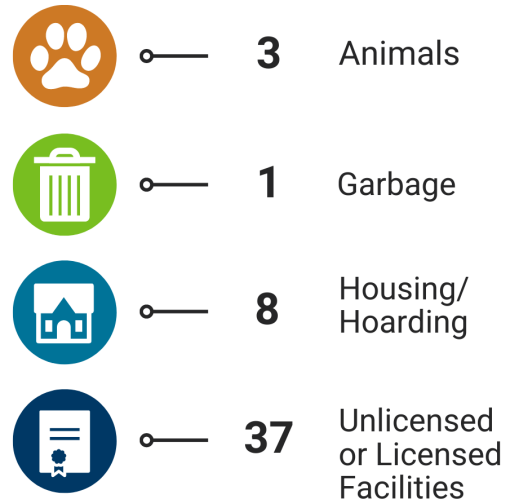 3 Animals
1 Garbage
8 Housing/
Hoarding
37 Unlicensed
or Licensed
Facilities